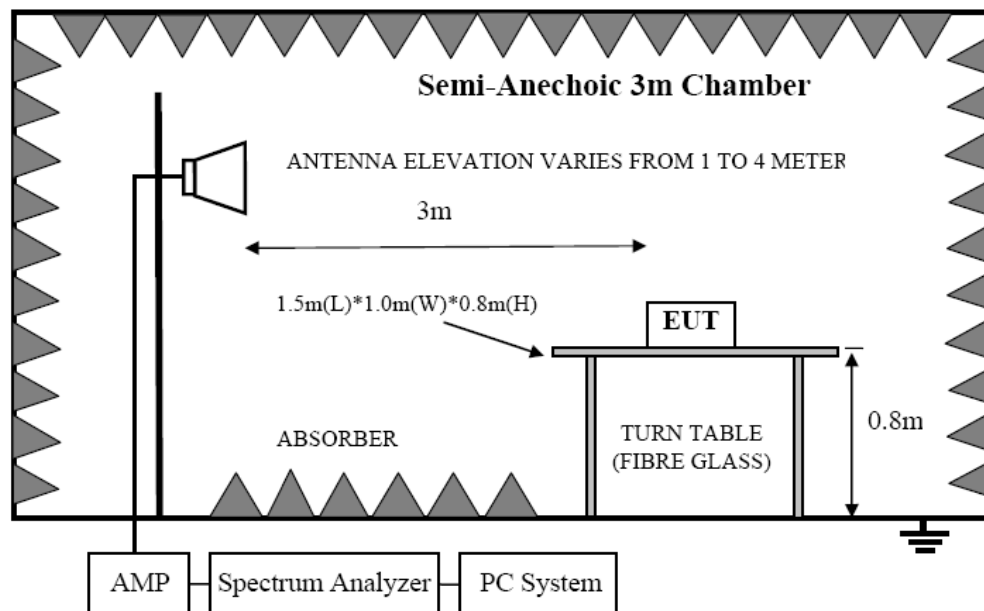 Semi-Anechoic 3m Chamber
ANTENNA ELEVATION VARIES FROM 1 TO 4 METER
3m
1.5m(L)*1.0m(W)*0.8m(H)
EUT
0.8m
ABSORBER
TURN TABLE
(FIBRE GLASS)
AMP
Spectrum Analyzer
PC System